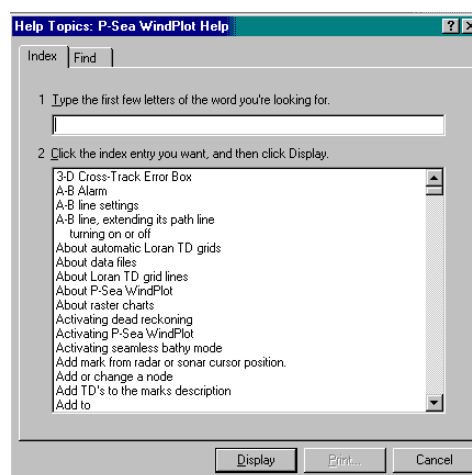 Help Topics: P-Sea WindPlot Help
Index
Find
1 Type the first few letters of the word you're looking for.
2 Click the index entry you want, and then click Display.
3-D Cross-Track Error Box
A-B Alarm
A-B line settings
A-B line, extending its path line
turning on or off
About automatic Loran TD grids
About data files
About Loran TD grid lines
About P-Sea WindPlot
About raster charts
Activating dead reckoning
Activating P-Sea WindPlot
Activating seamless bathy mode
Add mark from radar or sonar cursor position.
Add or change a node
Add TD's to the marks description
Add to
Display
Print...
Cancel